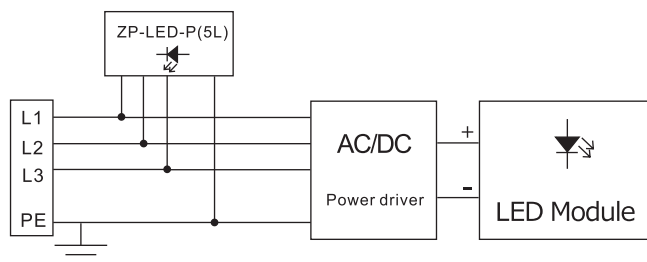 ZP-LED-P(5L)
L1
L2
L3
PE
AC/DC
Power driver
+
-
LED Module